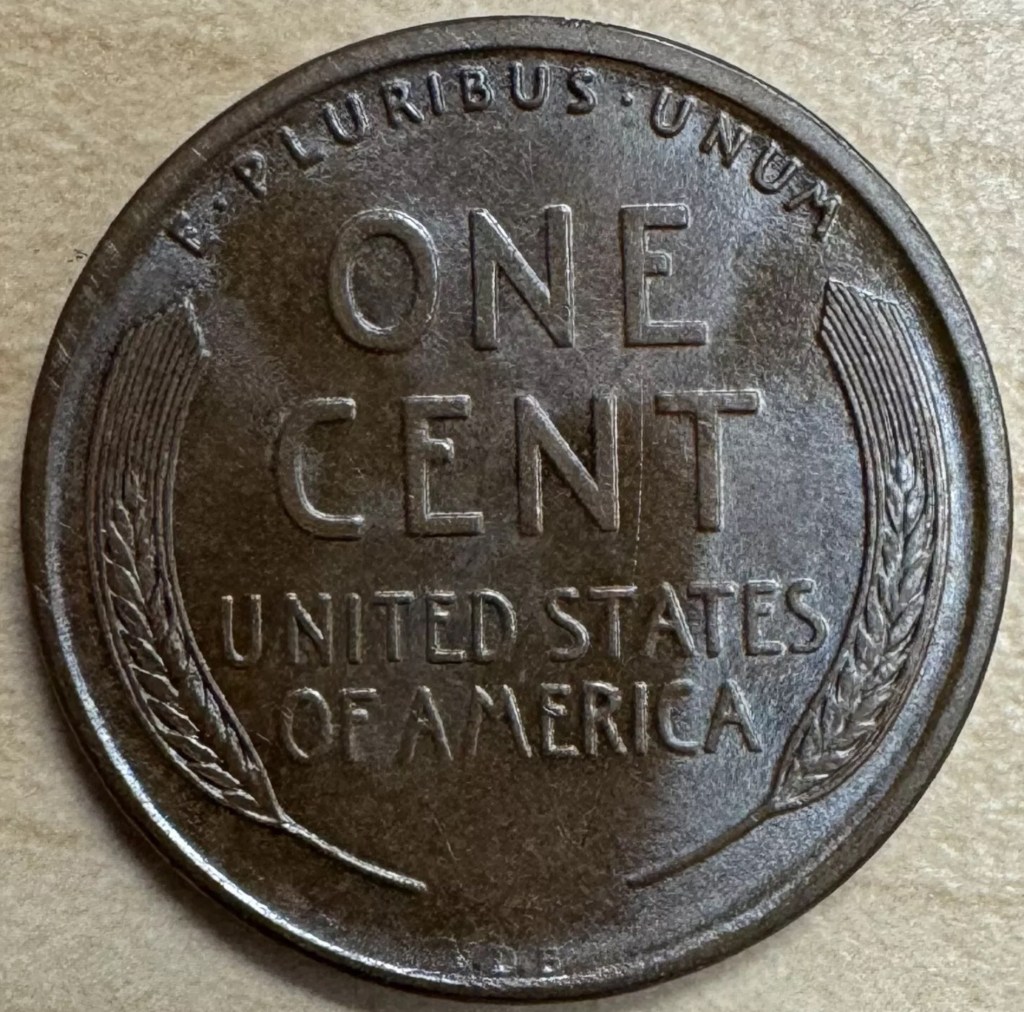 E · PLURIBUS · UNUM
ONE
CENT
UNITED STATES
OF AMERICA